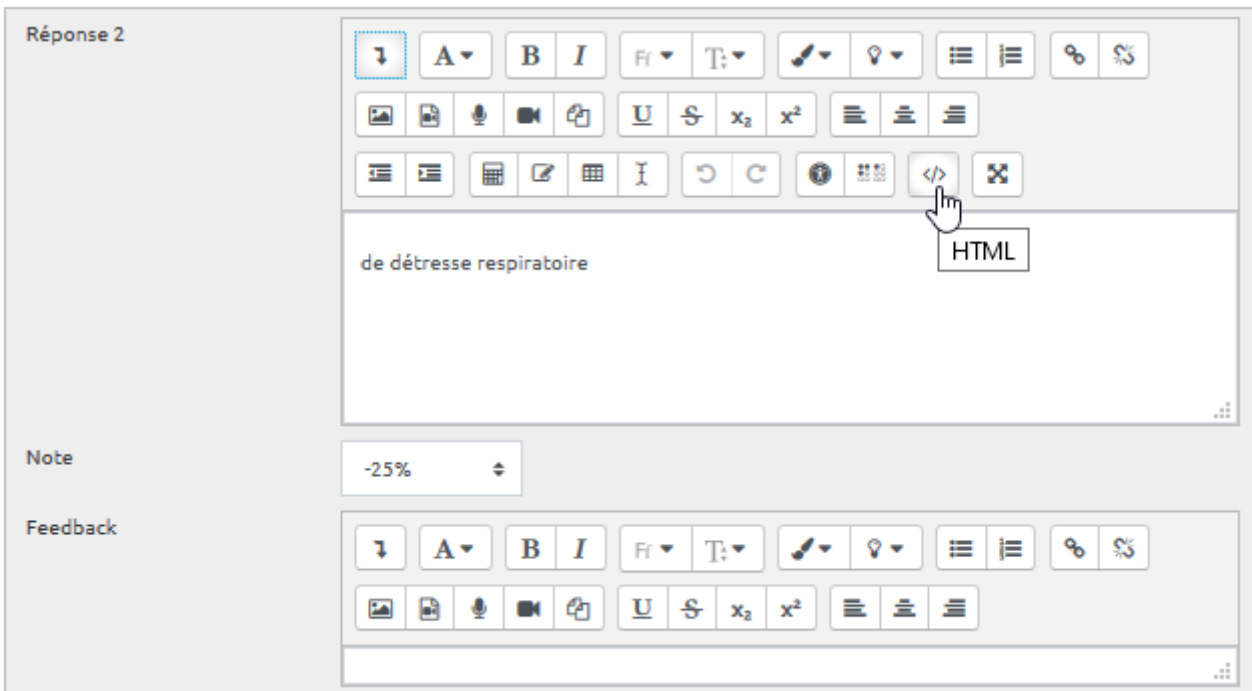 Réponse 2
de détresse respiratoire
HTML
Note
-25%
Feedback